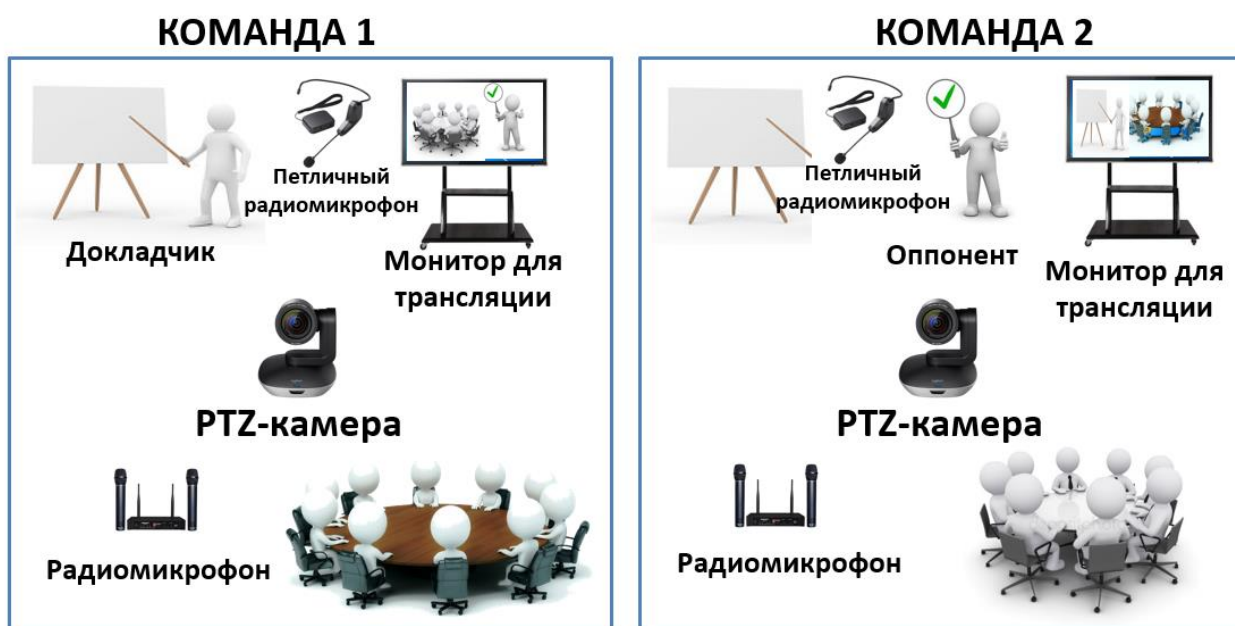 КОМАНДА 1
Петличный
радиомикрофон
Докладчик
Монитор для
трансляции
PTZ-камера
Радиомикрофон
КОМАНДА 2
Петличный
радиомикрофон
Оппонент
Монитор для
трансляции
PTZ-камера
Радиомикрофон